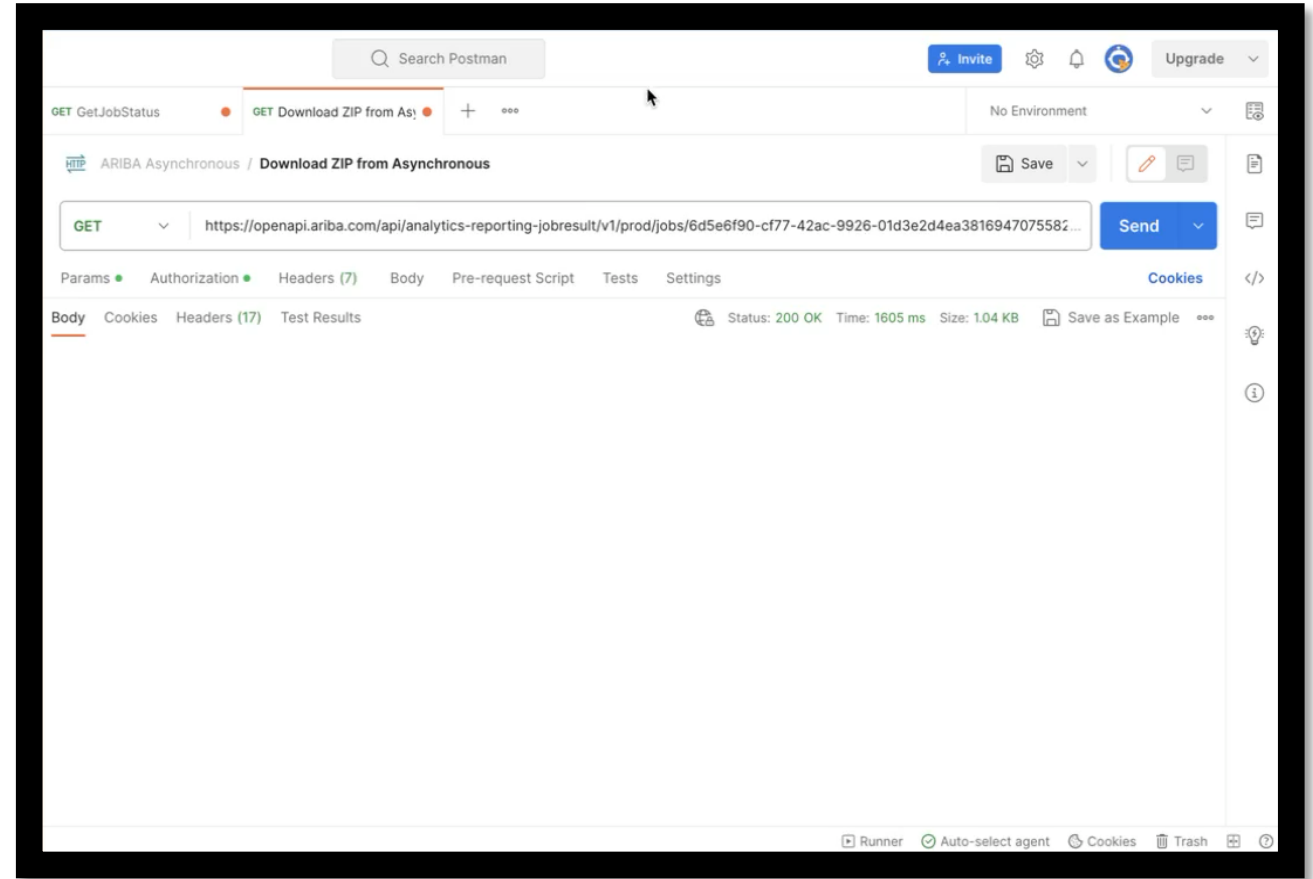 Search Postman
Invite
Upgrade
GET GetJobStatus
GET Download ZIP from Asy
No Environment
HTTP ARIBA Asynchronous / Download ZIP from Asynchronous
Save
GET https://openapi.ariba.com/api/analytics-reporting-jobresult/v1/prod/jobs/6d5e6f90-cf77-42ac-9926-01d3e2d4ea3816947075582... Send
Params Authorization Headers (7) Body Pre-request Script Tests Settings Cookies
Body Cookies Headers (17) Test Results Status: 200 OK Time: 1605 ms Size: 1.04 KB Save as Example
Runner Auto-select agent Cookies Trash